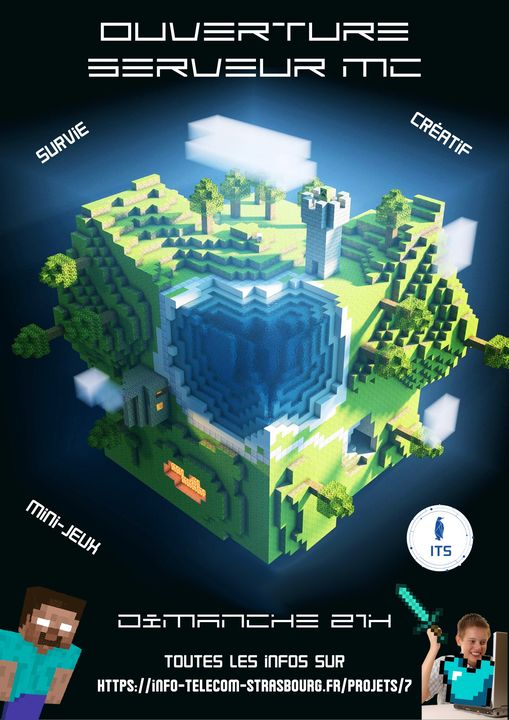 OUVERTURE
SERVEUR MC
SURVIE
CRÉATIF
MINI-JEUX
ITS
DIMANCHE 21H
TOUTES LES INFOS SUR
HTTPS://INFO-TELECOM-STRASBOURG.FR/PROJETS/7